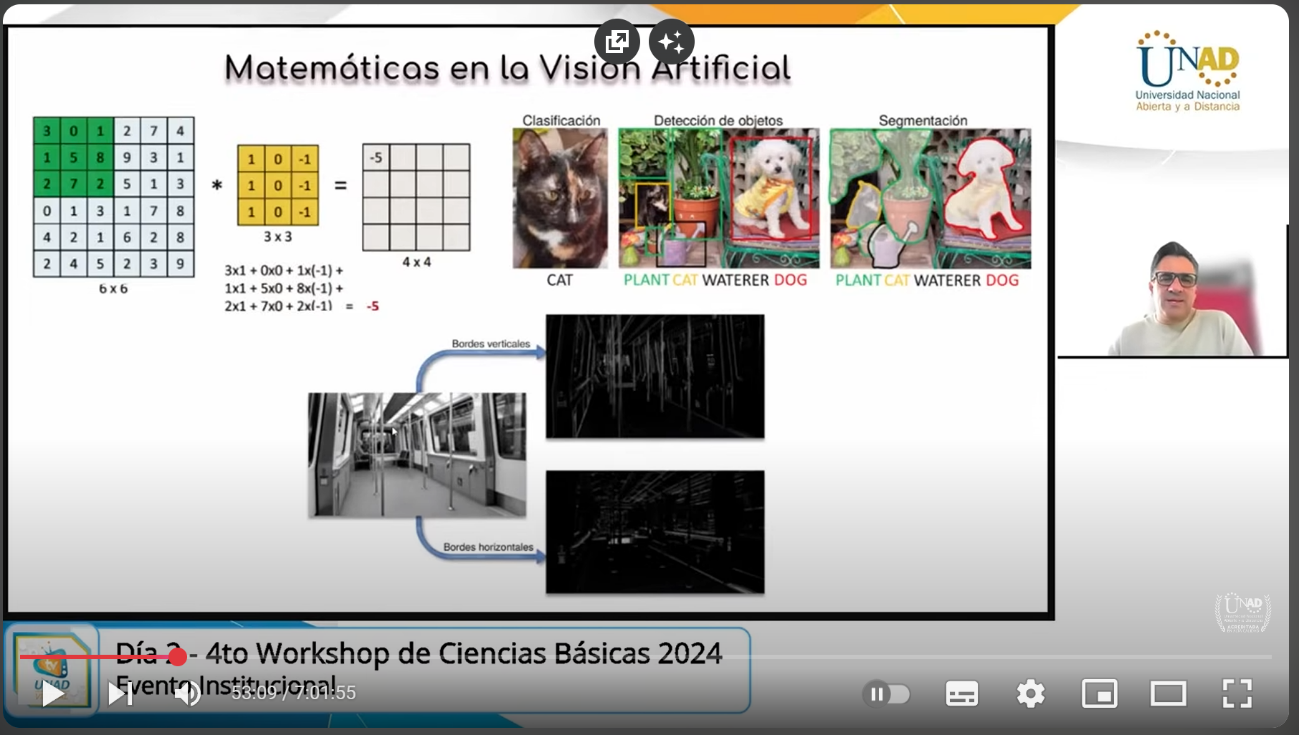 Matemáticas en la Visión Artificial
UNAD
Universidad Nacional
Abierta y a Distancia
3 0 1 2 7 4
1 5 8 9 3 1
2 7 2 5 1 3
0 1 3 1 7 8
4 2 1 6 2 8
2 4 5 2 3 9
6 x 6
*
1 0 -1
1 0 -1
1 0 -1
3 x 3
=
-5
4 x 4
3x1 + 0x0 + 1x(-1) +
1x1 + 5x0 + 8x(-1) +
2x1 + 7x0 + 2x(-1) = -5
Clasificación
CAT
Detección de objetos
PLANT CAT WATERER DOG
Segmentación
PLANT CAT WATERER DOG
Bordes verticales
Bordes horizontales
UNAD
tv
UNAD
Día 2 - 4to Workshop de Ciencias Básicas 2024
Evento Institucional
53:09 / 7:01:55